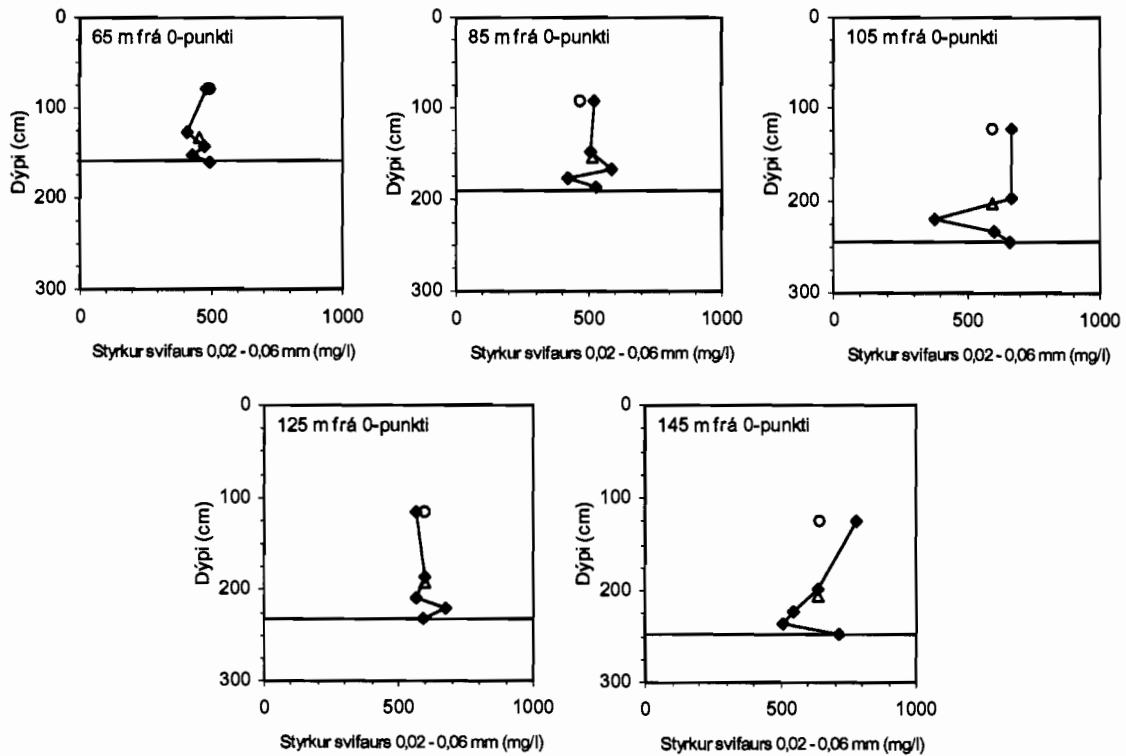 65 m frá 0-punkti
0
100
200
300
Dýpi (cm)
0 500 1000
Styrkur svifaurs 0,02 - 0,06 mm (mg/l)
85 m frá 0-punkti
0
100
200
300
Dýpi (cm)
0 500 1000
Styrkur svifaurs 0,02 - 0,06 mm (mg/l)
105 m frá 0-punkti
0
100
200
300
Dýpi (cm)
0 500 1000
Styrkur svifaurs 0,02 - 0,06 mm (mg/l)
125 m frá 0-punkti
0
100
200
300
Dýpi (cm)
0 500 1000
Styrkur svifaurs 0,02 - 0,06 mm (mg/l)
145 m frá 0-punkti
0
100
200
300
Dýpi (cm)
0 500 1000
Styrkur svifaurs 0,02 - 0,06 mm (mg/l)